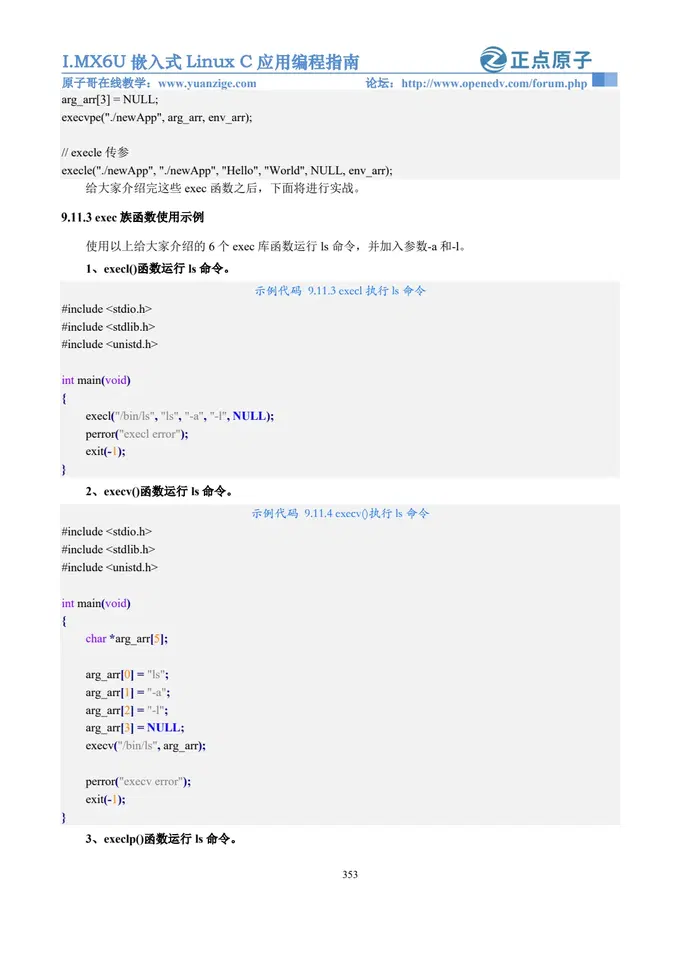 I.MX6U 嵌入式 Linux C 应用编程指南
正点原子
原子哥在线教学：www.yuanzige.com 论坛：http://www.openedv.com/forum.php
arg_arr[3] = NULL;
execvpe("./newApp", arg_arr, env_arr);
// execle 传参
execle("./newApp", "./newApp", "Hello", "World", NULL, env_arr);
给大家介绍完这些 exec 函数之后，下面将进行实战。
9.11.3 exec 族函数使用示例
使用以上给大家介绍的 6 个 exec 库函数运行 ls 命令，并加入参数-a 和-l。
1、execl()函数运行 ls 命令。
示例代码 9.11.3 execl 执行 ls 命令
#include <stdio.h>
#include <stdlib.h>
#include <unistd.h>
int main(void)
{
execl("/bin/ls", "ls", "-a", "-l", NULL);
perror("execl error");
exit(-1);
}
2、execv()函数运行 ls 命令。
示例代码 9.11.4 execv()执行 ls 命令
#include <stdio.h>
#include <stdlib.h>
#include <unistd.h>
int main(void)
{
char *arg_arr[5];
arg_arr[0] = "ls";
arg_arr[1] = "-a";
arg_arr[2] = "-l";
arg_arr[3] = NULL;
execv("/bin/ls", arg_arr);
perror("execv error");
exit(-1);
}
3、execlp()函数运行 ls 命令。
353